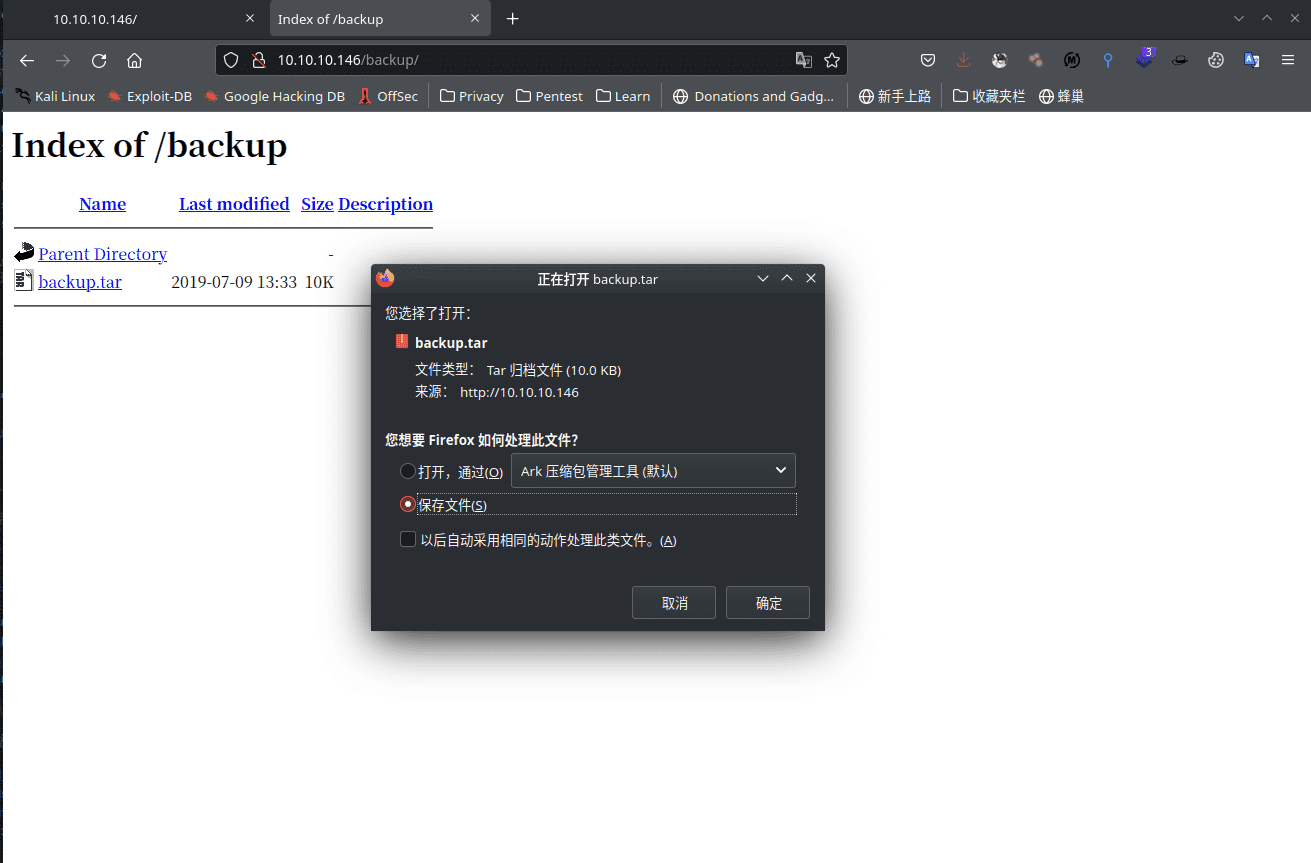 10.10.10.146/
Index of /backup
10.10.10.146/backup/
3
Kali Linux Exploit-DB Google Hacking DB OffSec Privacy Pentest Learn Donations and Gadg... 新手上路 收藏夹栏 蜂巢
Index of /backup
Name Last modified Size Description
Parent Directory -
backup.tar 2019-07-09 13:33 10K
正在打开 backup.tar
您选择了打开：
backup.tar
文件类型： Tar 归档文件 (10.0 KB)
来源： http://10.10.10.146
您想要 Firefox 如何处理此文件?
打开，通过(O) Ark 压缩包管理工具 (默认)
保存文件(S)
以后自动采用相同的动作处理此类文件。(A)
取消 确定